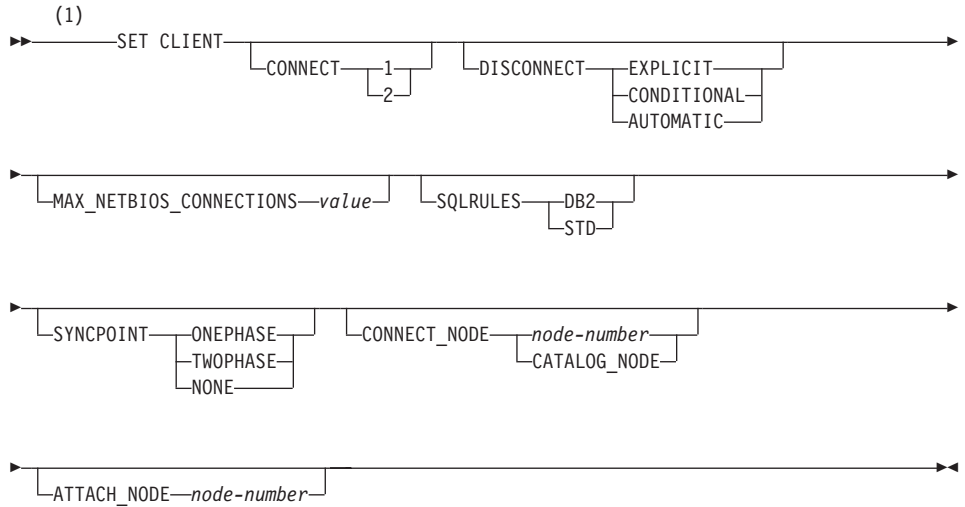 (1)
SET CLIENT
CONNECT 1
2
DISCONNECT EXPLICIT
CONDITIONAL
AUTOMATIC
MAX_NETBIOS_CONNECTIONS value
SQLRULES DB2
STD
SYNCPOINT ONEPHASE
TWOPHASE
NONE
CONNECT_NODE node-number
CATALOG_NODE
ATTACH_NODE node-number